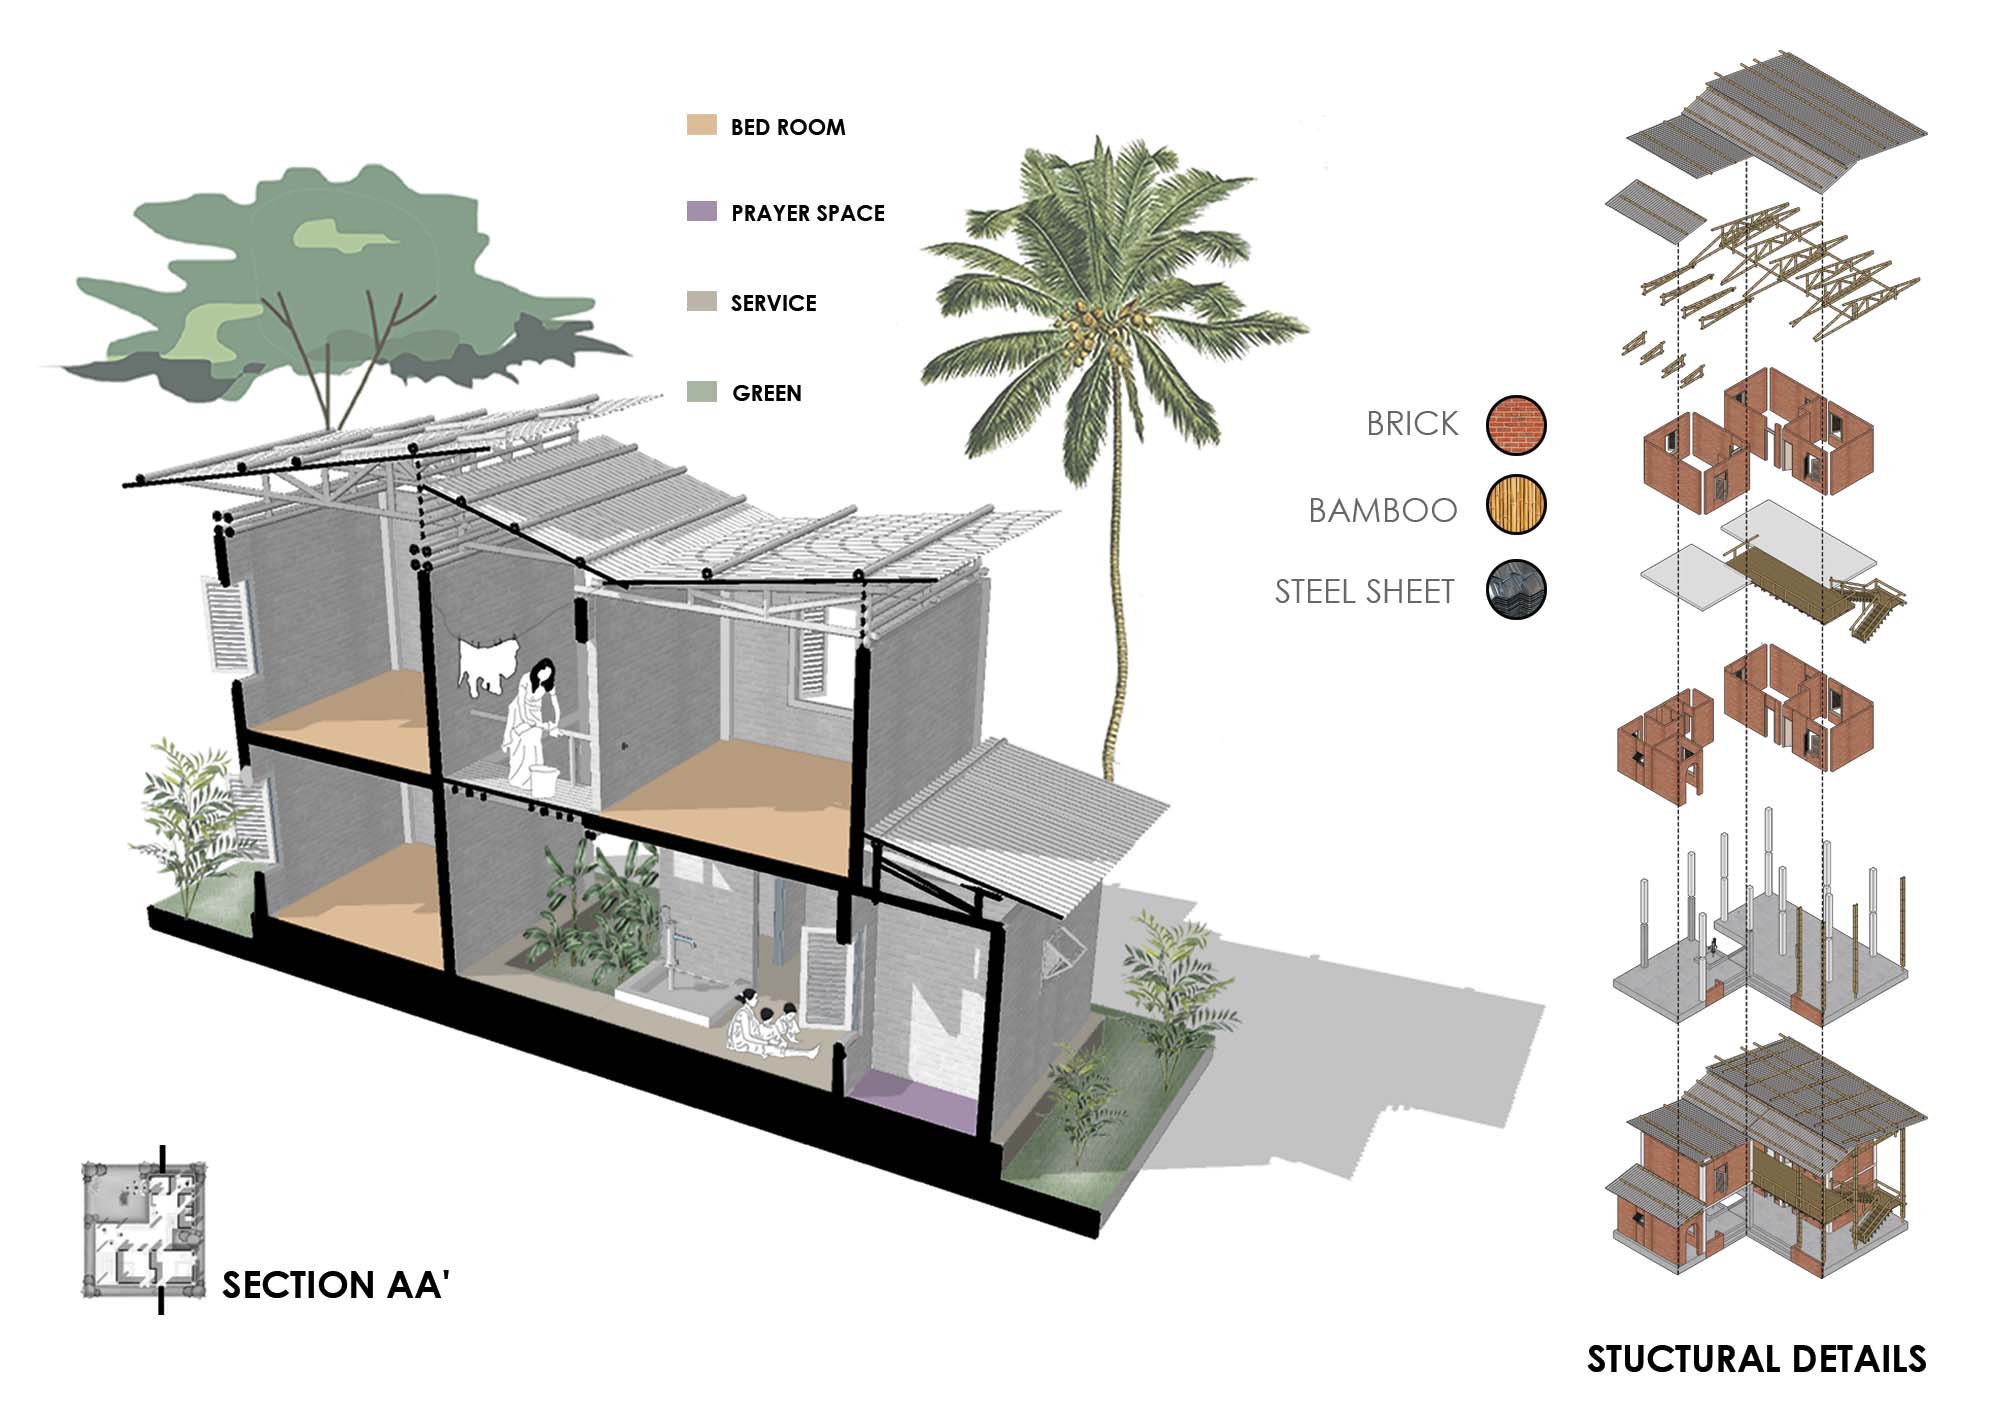 BED ROOM
PRAYER SPACE
SERVICE
GREEN
BRICK
BAMBOO
STEEL SHEET
SECTION AA'
STUCTURAL DETAILS